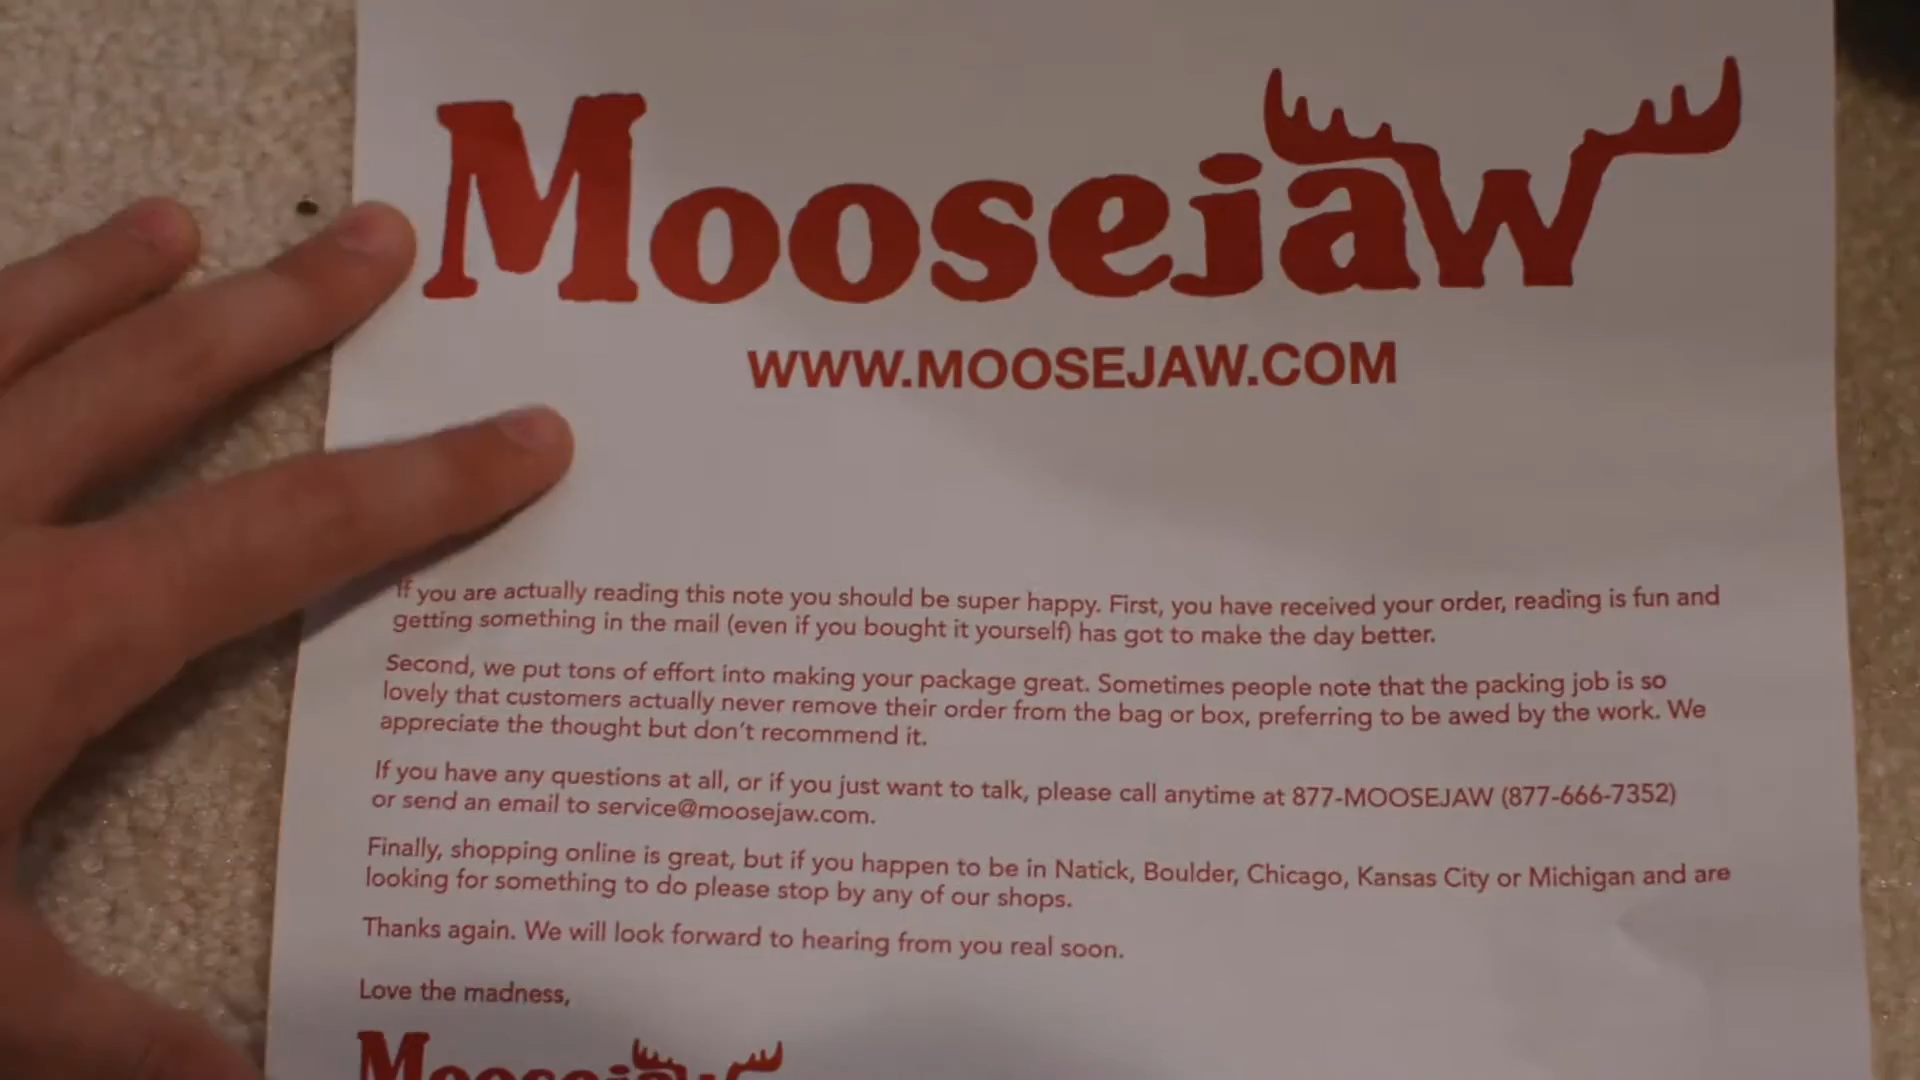 Moosejaw
WWW.MOOSEJAW.COM
If you are actually reading this note you should be super happy. First, you have received your order, reading is fun and
getting something in the mail (even if you bought it yourself) has got to make the day better.
Second, we put tons of effort into making your package great. Sometimes people note that the packing job is so
lovely that customers actually never remove their order from the bag or box, preferring to be awed by the work. We
appreciate the thought but don't recommend it.
If you have any questions at all, or if you just want to talk, please call anytime at 877-MOOSEJAW (877-666-7352)
or send an email to service@moosejaw.com.
Finally, shopping online is great, but if you happen to be in Natick, Boulder, Chicago, Kansas City or Michigan and are
looking for something to do please stop by any of our shops.
Thanks again. We will look forward to hearing from you real soon.
Love the madness,
Moosejaw